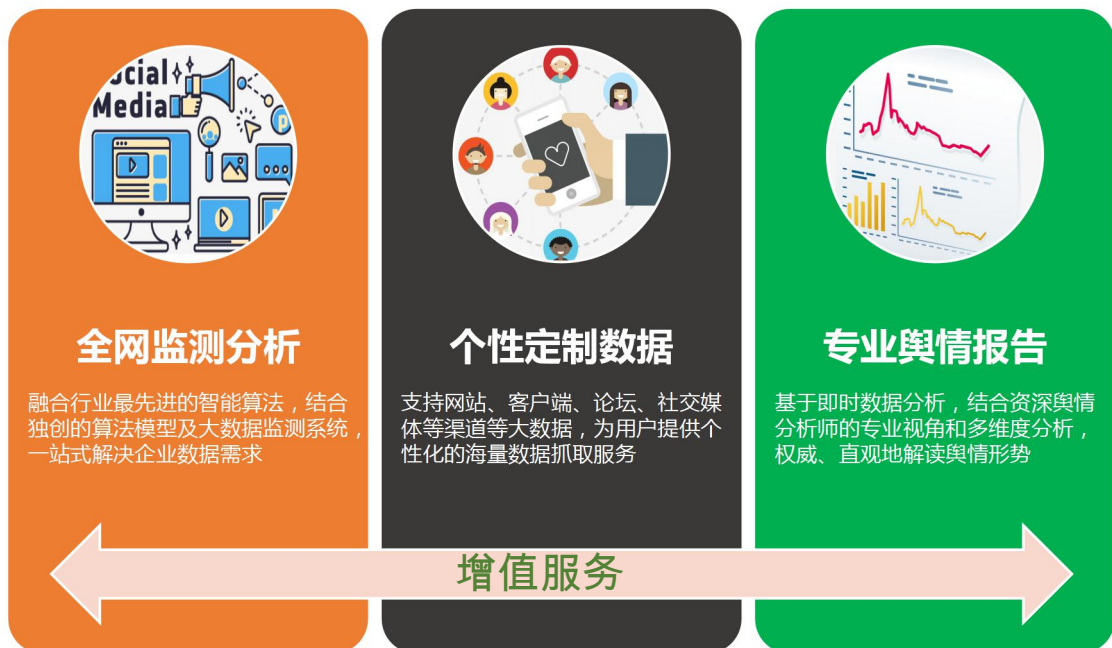 Social
Media
全网监测分析
融合行业最先进的智能算法，结合
独创的算法模型及大数据监测系统，
一站式解决企业数据需求
个性定制数据
支持网站、客户端、论坛、社交媒
体等渠道等大数据，为用户提供个
性化的海量数据抓取服务
专业舆情报告
基于即时数据分析，结合资深舆情
分析师的专业视角和多维度分析，
权威、直观地解读舆情形势
增值服务